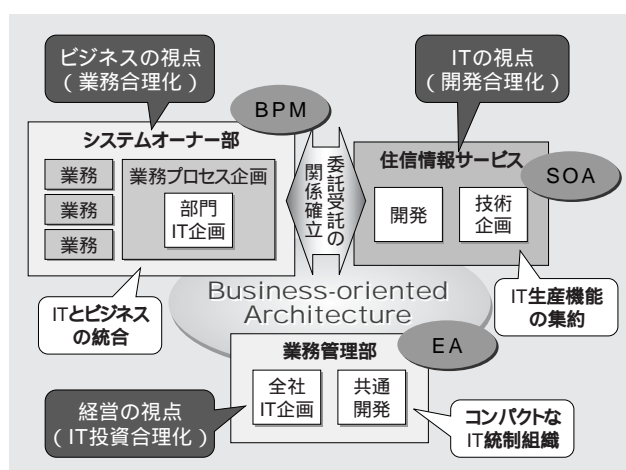 ビジネスの視点
(業務合理化)
ITの視点
(開発合理化)
BPM
システムオーナー部
業務
業務
業務
業務プロセス企画
部門
IT企画
委託受託の
関係確立
住信情報サービス
開発
技術
企画
SOA
ITとビジネス
の統合
Business-oriented
Architecture
IT生産機能
の集約
業務管理部
EA
全社
IT企画
共通
開発
経営の視点
(IT投資合理化)
コンパクトな
IT統制組織